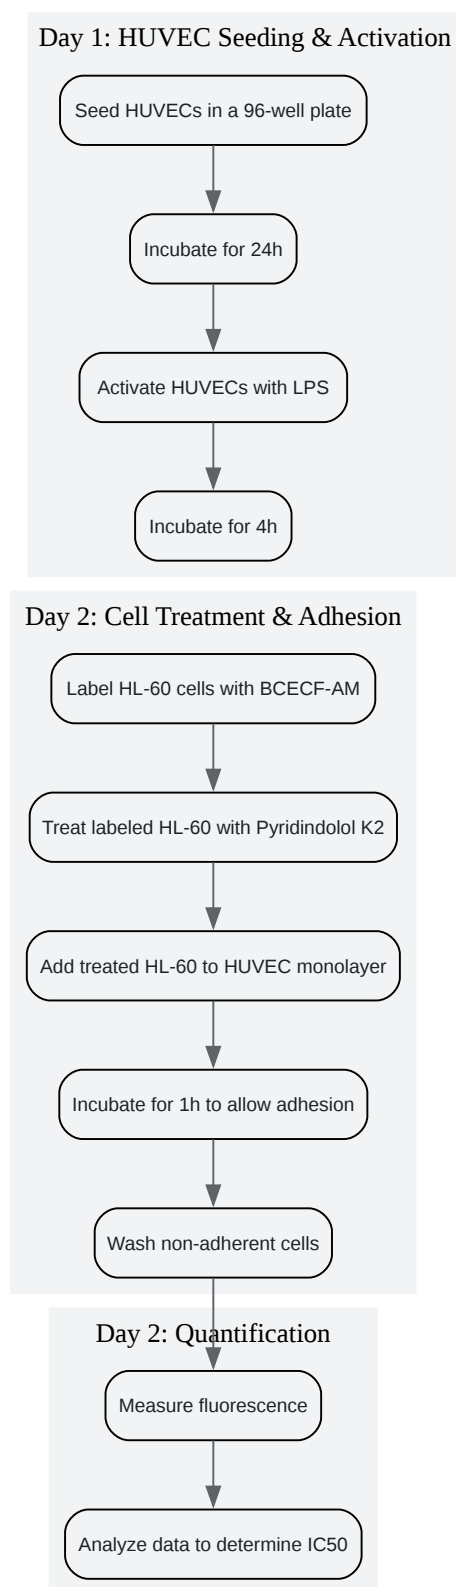 Day 1: HUVEC Seeding & Activation
Seed HUVECs in a 96-well plate
Incubate for 24h
Activate HUVECs with LPS
Incubate for 4h
Day 2: Cell Treatment & Adhesion
Label HL-60 cells with BCECF-AM
Treat labeled HL-60 with Pyridindolol K2
Add treated HL-60 to HUVEC monolayer
Incubate for 1h to allow adhesion
Wash non-adherent cells
Day 2: Quantification
Measure fluorescence
Analyze data to determine IC50